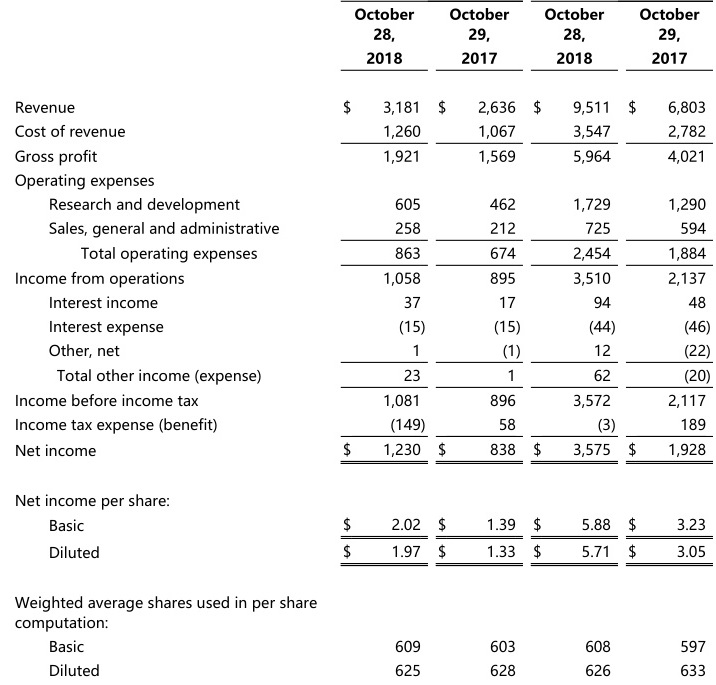 October 28, 2018 October 29, 2017 October 28, 2018 October 29, 2017
Revenue $ 3,181 $ 2,636 $ 9,511 $ 6,803
Cost of revenue 1,260 1,067 3,547 2,782
Gross profit 1,921 1,569 5,964 4,021
Operating expenses
Research and development 605 462 1,729 1,290
Sales, general and administrative 258 212 725 594
Total operating expenses 863 674 2,454 1,884
Income from operations 1,058 895 3,510 2,137
Interest income 37 17 94 48
Interest expense (15) (15) (44) (46)
Other, net 1 (1) 12 (22)
Total other income (expense) 23 1 62 (20)
Income before income tax 1,081 896 3,572 2,117
Income tax expense (benefit) (149) 58 (3) 189
Net income $ 1,230 $ 838 $ 3,575 $ 1,928
Net income per share:
Basic $ 2.02 $ 1.39 $ 5.88 $ 3.23
Diluted $ 1.97 $ 1.33 $ 5.71 $ 3.05
Weighted average shares used in per share
computation:
Basic 609 603 608 597
Diluted 625 628 626 633